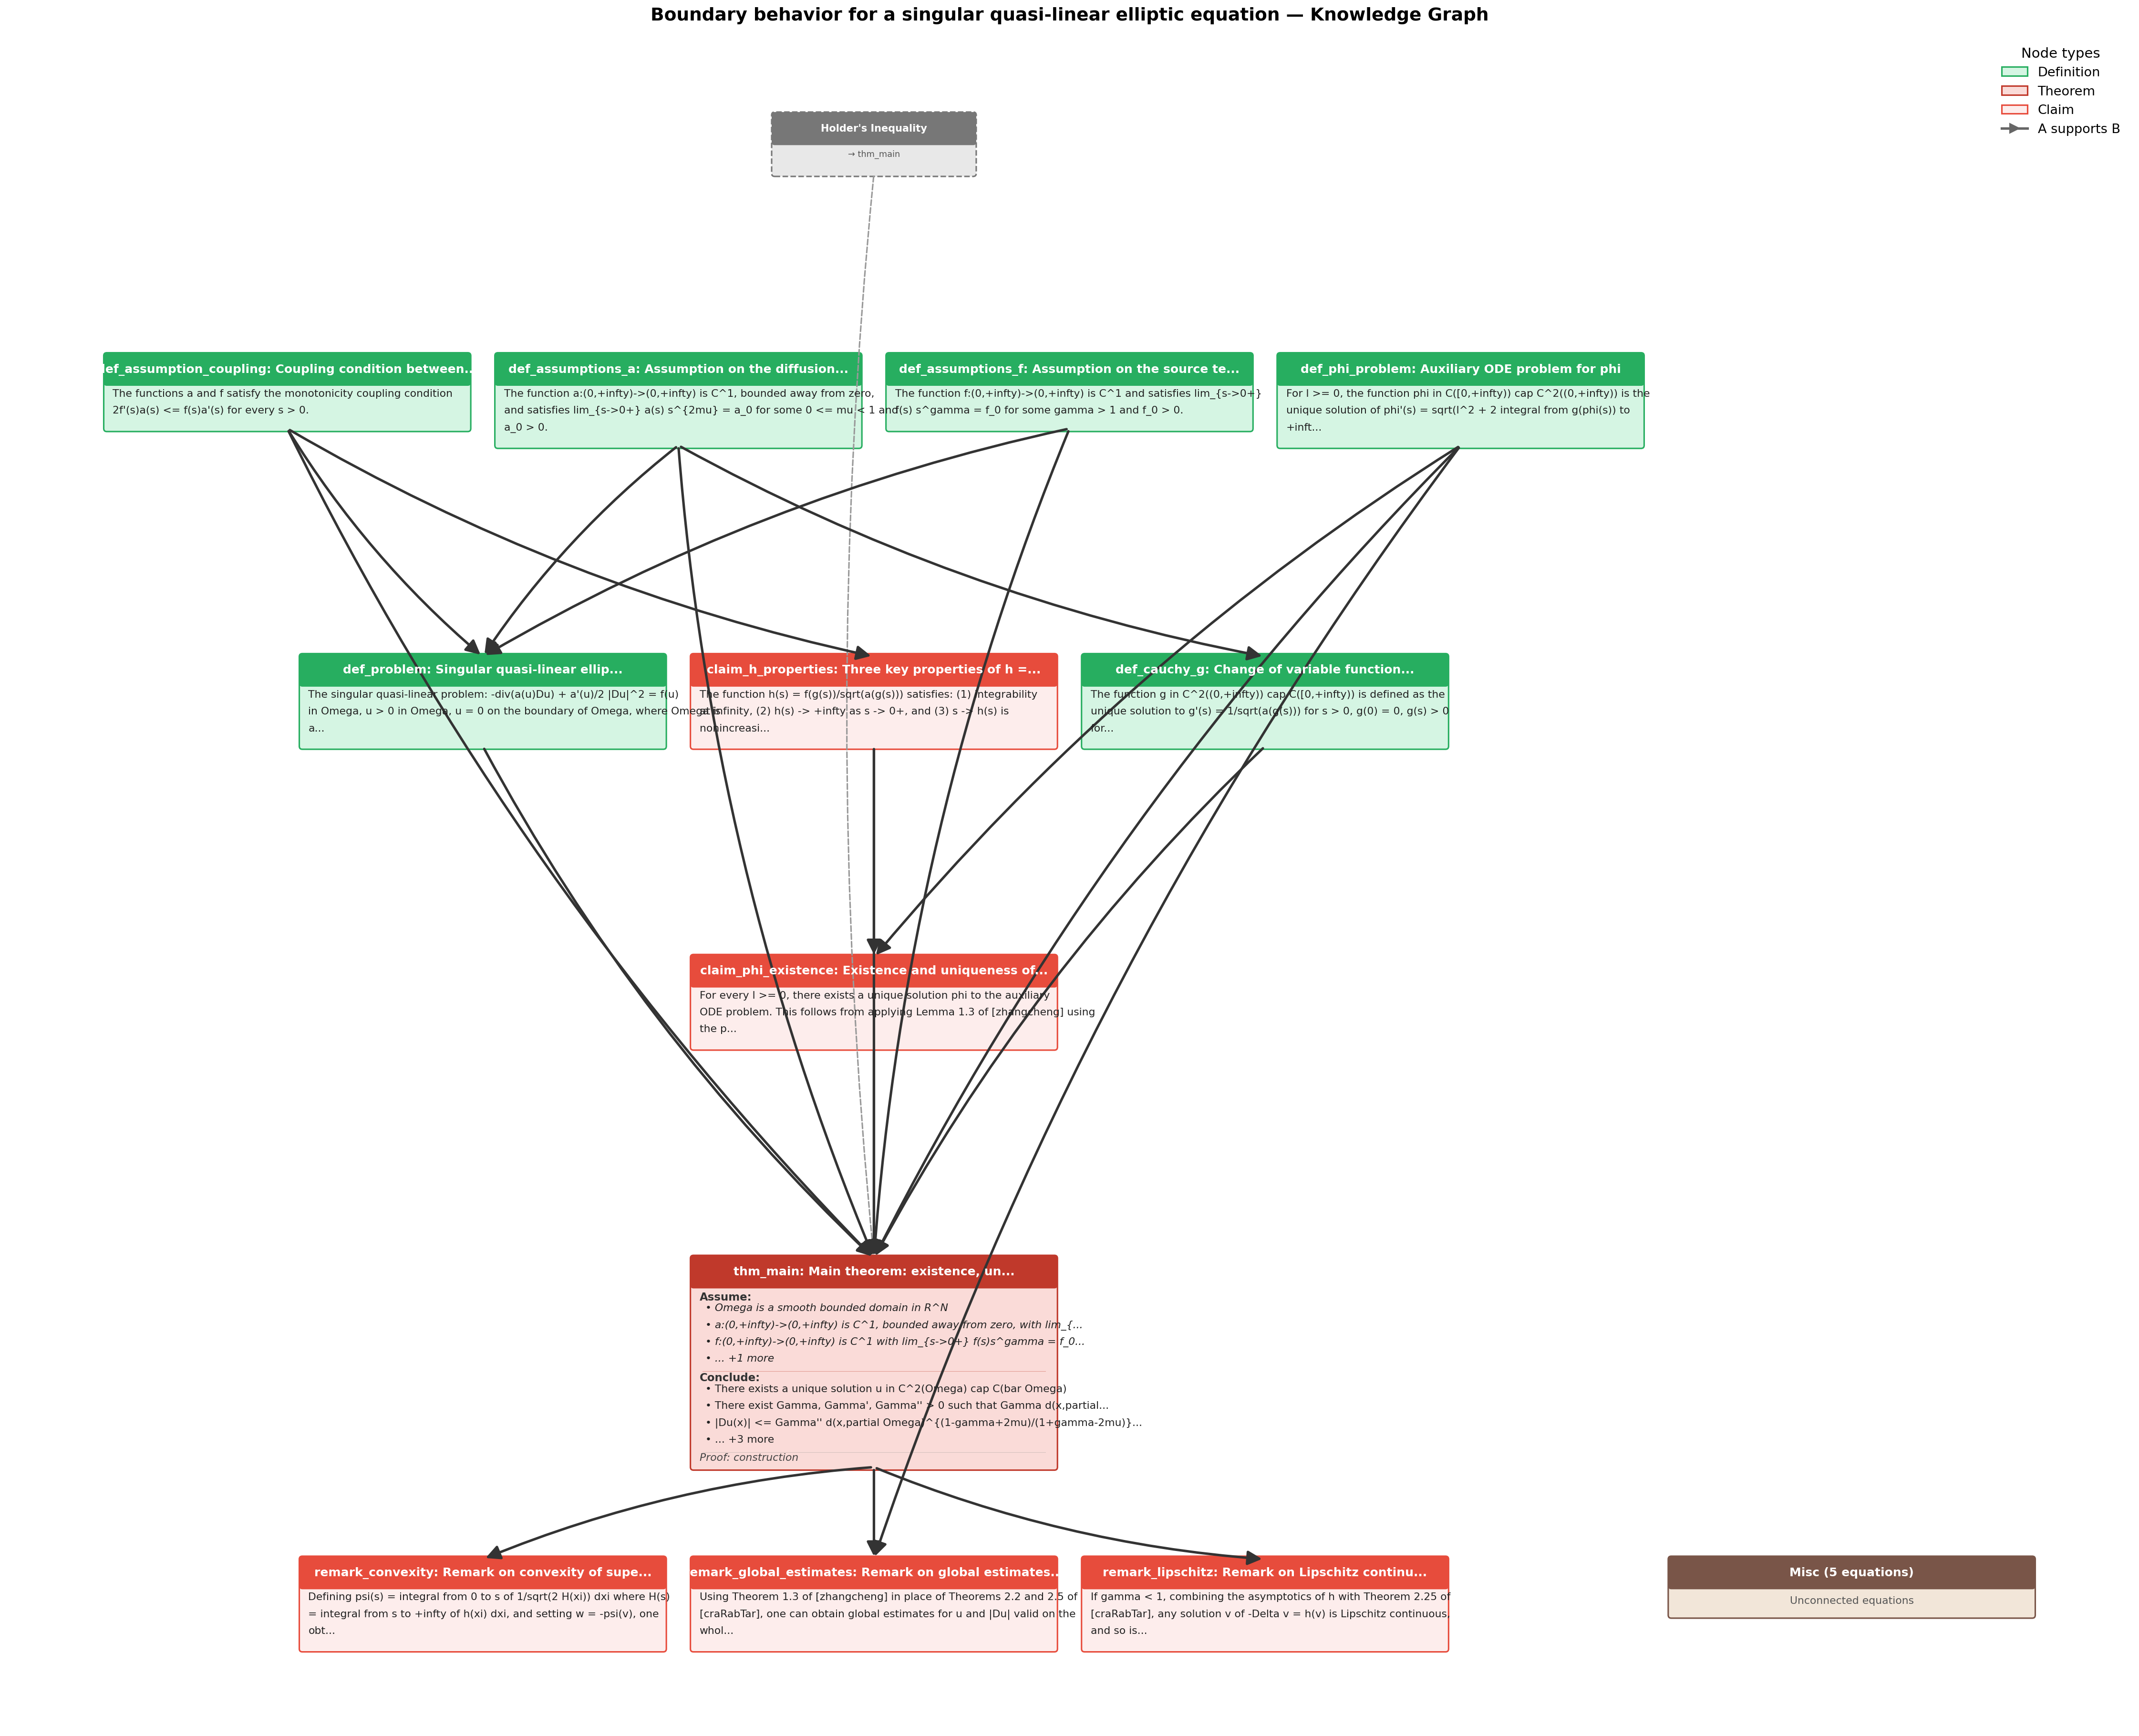 Boundary behavior for a singular quasi-linear elliptic equation — Knowledge Graph
Node types
Definition
Theorem
Claim
A supports B
Holder's Inequality
→ thm_main
def_assumption_coupling: Coupling condition between...
The functions a and f satisfy the monotonicity coupling condition
2f'(s)a(s) <= f(s)a'(s) for every s > 0.
def_assumptions_a: Assumption on the diffusion...
The function a:(0,+infty)->(0,+infty) is C^1, bounded away from zero,
and satisfies lim_{s->0+} a(s) s^{2mu} = a_0 for some 0 <= mu < 1 and
a_0 > 0.
def_assumptions_f: Assumption on the source te...
The function f:(0,+infty)->(0,+infty) is C^1 and satisfies lim_{s->0+}
f(s) s^gamma = f_0 for some gamma > 1 and f_0 > 0.
def_phi_problem: Auxiliary ODE problem for phi
For l >= 0, the function phi in C([0,+infty)) cap C^2((0,+infty)) is the
unique solution of phi'(s) = sqrt(l^2 + 2 integral from g(phi(s)) to
+inft...
def_problem: Singular quasi-linear ellip...
The singular quasi-linear problem: -div(a(u)Du) + a'(u)/2 |Du|^2 = f(u)
in Omega, u > 0 in Omega, u = 0 on the boundary of Omega, where Omega is
a...
claim_h_properties: Three key properties of h =...
The function h(s) = f(g(s))/sqrt(a(g(s))) satisfies: (1) integrability
at infinity, (2) h(s) -> +infty as s -> 0+, and (3) s -> h(s) is
nonincreasi...
def_cauchy_g: Change of variable function...
The function g in C^2((0,+infty)) cap C([0,+infty)) is defined as the
unique solution to g'(s) = 1/sqrt(a(g(s))) for s > 0, g(0) = 0, g(s) > 0
for...
claim_phi_existence: Existence and uniqueness of...
For every l >= 0, there exists a unique solution phi to the auxiliary
ODE problem. This follows from applying Lemma 1.3 of [zhangcheng] using
the p...
thm_main: Main theorem: existence, un...
Assume:
• Omega is a smooth bounded domain in R^N
• a:(0,+infty)->(0,+infty) is C^1, bounded away from zero, with lim_{...
• f:(0,+infty)->(0,+infty) is C^1 with lim_{s->0+} f(s)s^gamma = f_0...
• ... +1 more
Conclude:
• There exists a unique solution u in C^2(Omega) cap C(bar Omega)
• There exist Gamma, Gamma', Gamma'' > 0 such that Gamma d(x,partial...
• |Du(x)| <= Gamma'' d(x,partial Omega)^{(1-gamma+2mu)/(1+gamma-2mu)}...
• ... +3 more
Proof: construction
remark_convexity: Remark on convexity of supe...
Defining psi(s) = integral from 0 to s of 1/sqrt(2 H(xi)) dxi where H(s)
= integral from s to +infty of h(xi) dxi, and setting w = -psi(v), one
obt...
remark_global_estimates: Remark on global estimates...
Using Theorem 1.3 of [zhangcheng] in place of Theorems 2.2 and 2.5 of
[craRabTar], one can obtain global estimates for u and |Du| valid on the
whol...
remark_lipschitz: Remark on Lipschitz continu...
If gamma < 1, combining the asymptotics of h with Theorem 2.25 of
[craRabTar], any solution v of -Delta v = h(v) is Lipschitz continuous,
and so is...
Misc (5 equations)
Unconnected equations